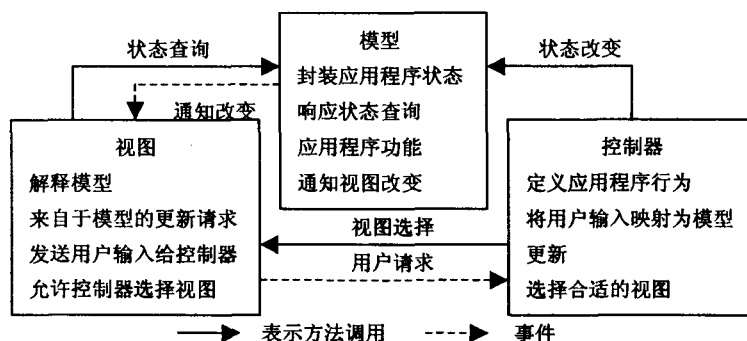 状态查询
模型
状态改变
封装应用程序状态
通知改变
响应状态查询
应用程序功能
通知视图改变
视图
解释模型
来自于模型的更新请求
发送用户输入给控制器
允许控制器选择视图
控制器
定义应用程序行为
将用户输入映射为模型
更新
选择合适的视图
视图选择
用户请求
表示方法调用
事件